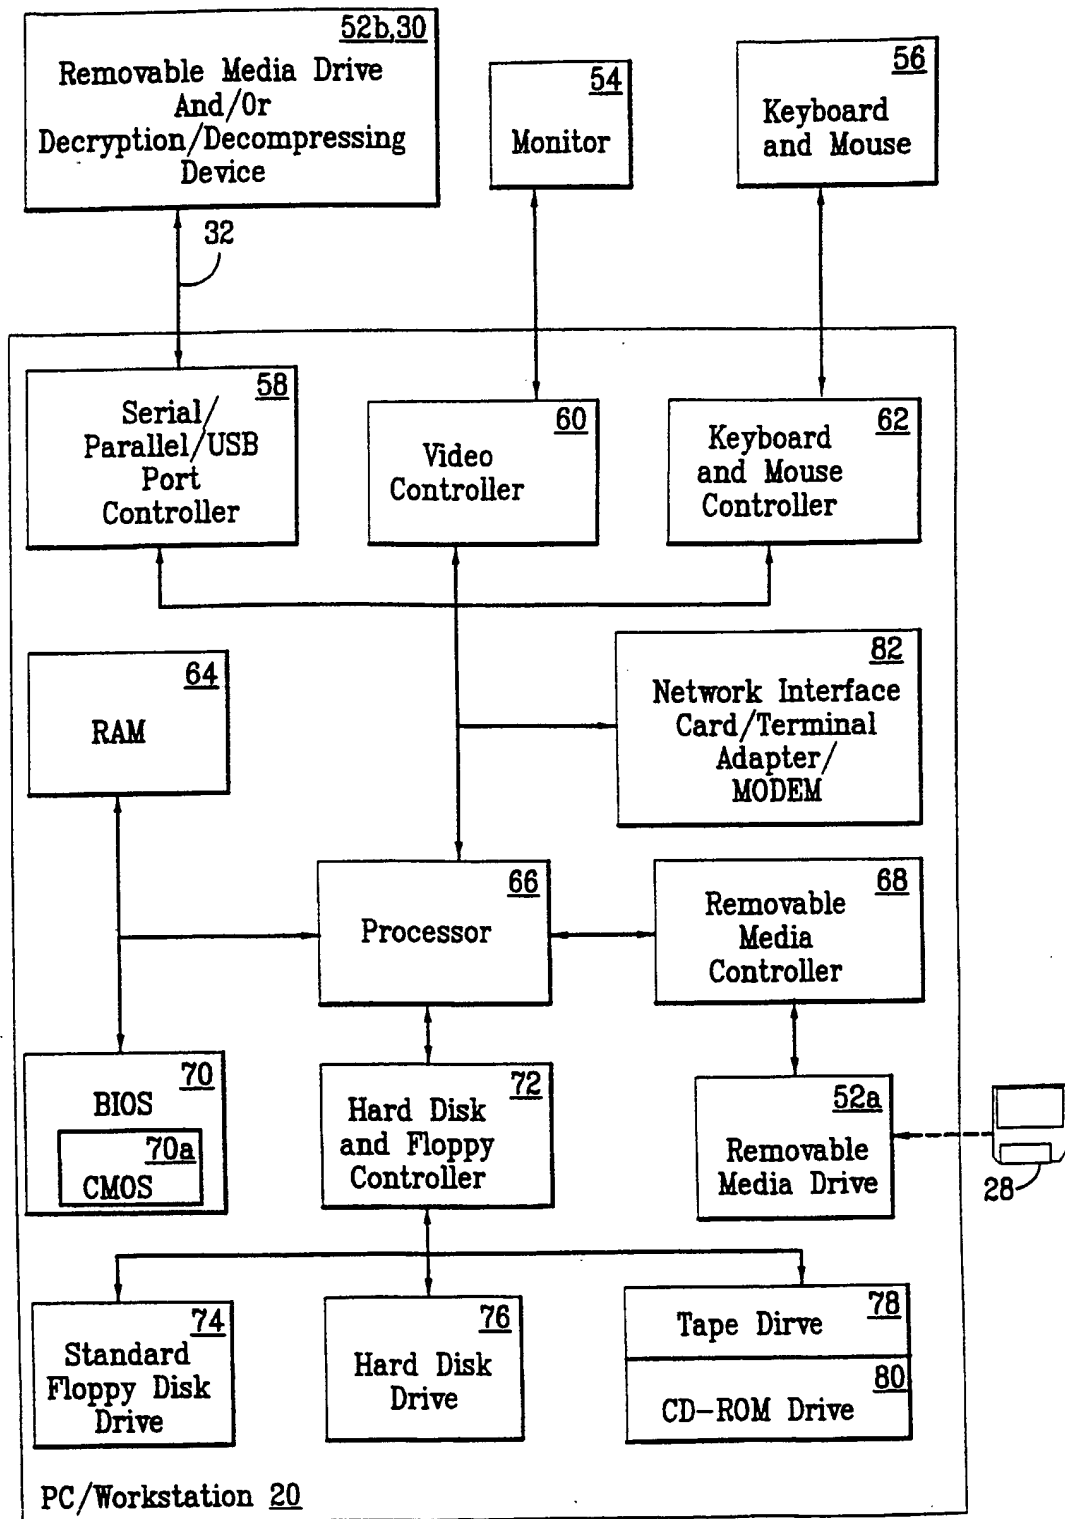 52b,30
Removable Media Drive
And/Or
Decryption/Decompressing
Device
54
Monitor
56
Keyboard
and Mouse
32
58
Serial/
Parallel/USB
Port
Controller
60
Video
Controller
62
Keyboard
and Mouse
Controller
64
RAM
82
Network Interface
Card/Terminal
Adapter/
MODEM
66
Processor
68
Removable
Media
Controller
70
BIOS
70a
CMOS
72
Hard Disk
and Floppy
Controller
52a
Removable
Media Drive
28
74
Standard
Floppy Disk
Drive
76
Hard Disk
Drive
78
Tape Dirve
80
CD-ROM Drive
PC/Workstation 20